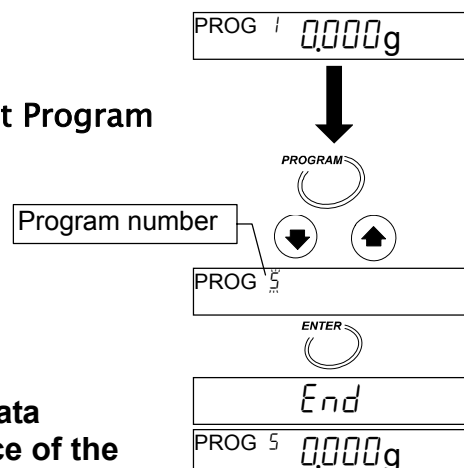 PROG 1 0.000g
t Program
PROGRAM
Program number
PROG 5
ENTER
End
ata
PROG 5 0.000g
ce of the